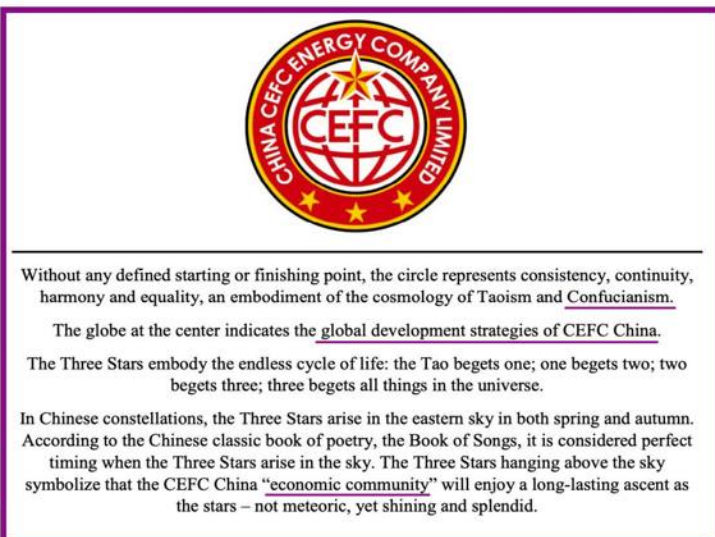 CHINA CEFC ENERGY COMPANY LIMITED
CEFC
Without any defined starting or finishing point, the circle represents consistency, continuity,
harmony and equality, an embodiment of the cosmology of Taoism and Confucianism.
The globe at the center indicates the global development strategies of CEFC China.
The Three Stars embody the endless cycle of life: the Tao begets one; one begets two; two
begets three; three begets all things in the universe.
In Chinese constellations, the Three Stars arise in the eastern sky in both spring and autumn.
According to the Chinese classic book of poetry, the Book of Songs, it is considered perfect
timing when the Three Stars arise in the sky. The Three Stars hanging above the sky
symbolize that the CEFC China “economic community” will enjoy a long-lasting ascent as
the stars – not meteoric, yet shining and splendid.